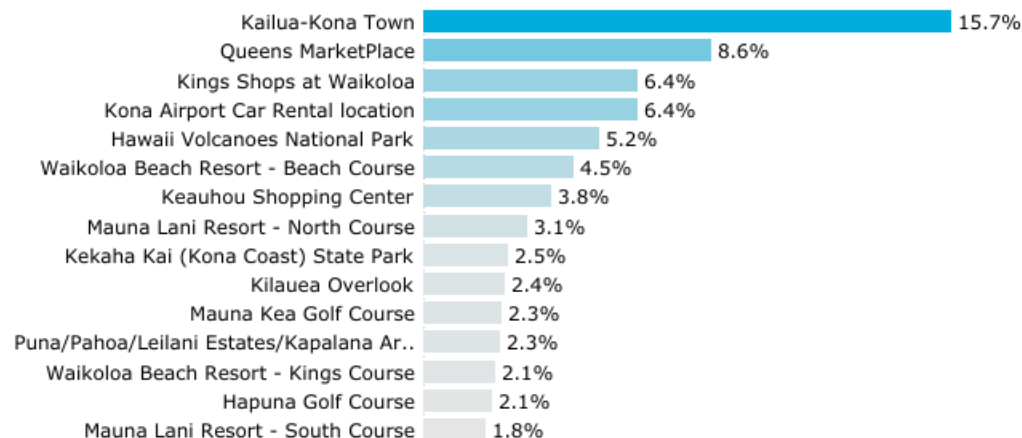 Kailua-Kona Town 15.7%
Queens MarketPlace 8.6%
Kings Shops at Waikoloa 6.4%
Kona Airport Car Rental location 6.4%
Hawaii Volcanoes National Park 5.2%
Waikoloa Beach Resort - Beach Course 4.5%
Keauhou Shopping Center 3.8%
Mauna Lani Resort - North Course 3.1%
Kekaha Kai (Kona Coast) State Park 2.5%
Kilauea Overlook 2.4%
Mauna Kea Golf Course 2.3%
Puna/Pahoa/Leilani Estates/Kapalana Ar.. 2.3%
Waikoloa Beach Resort - Kings Course 2.1%
Hapuna Golf Course 2.1%
Mauna Lani Resort - South Course 1.8%